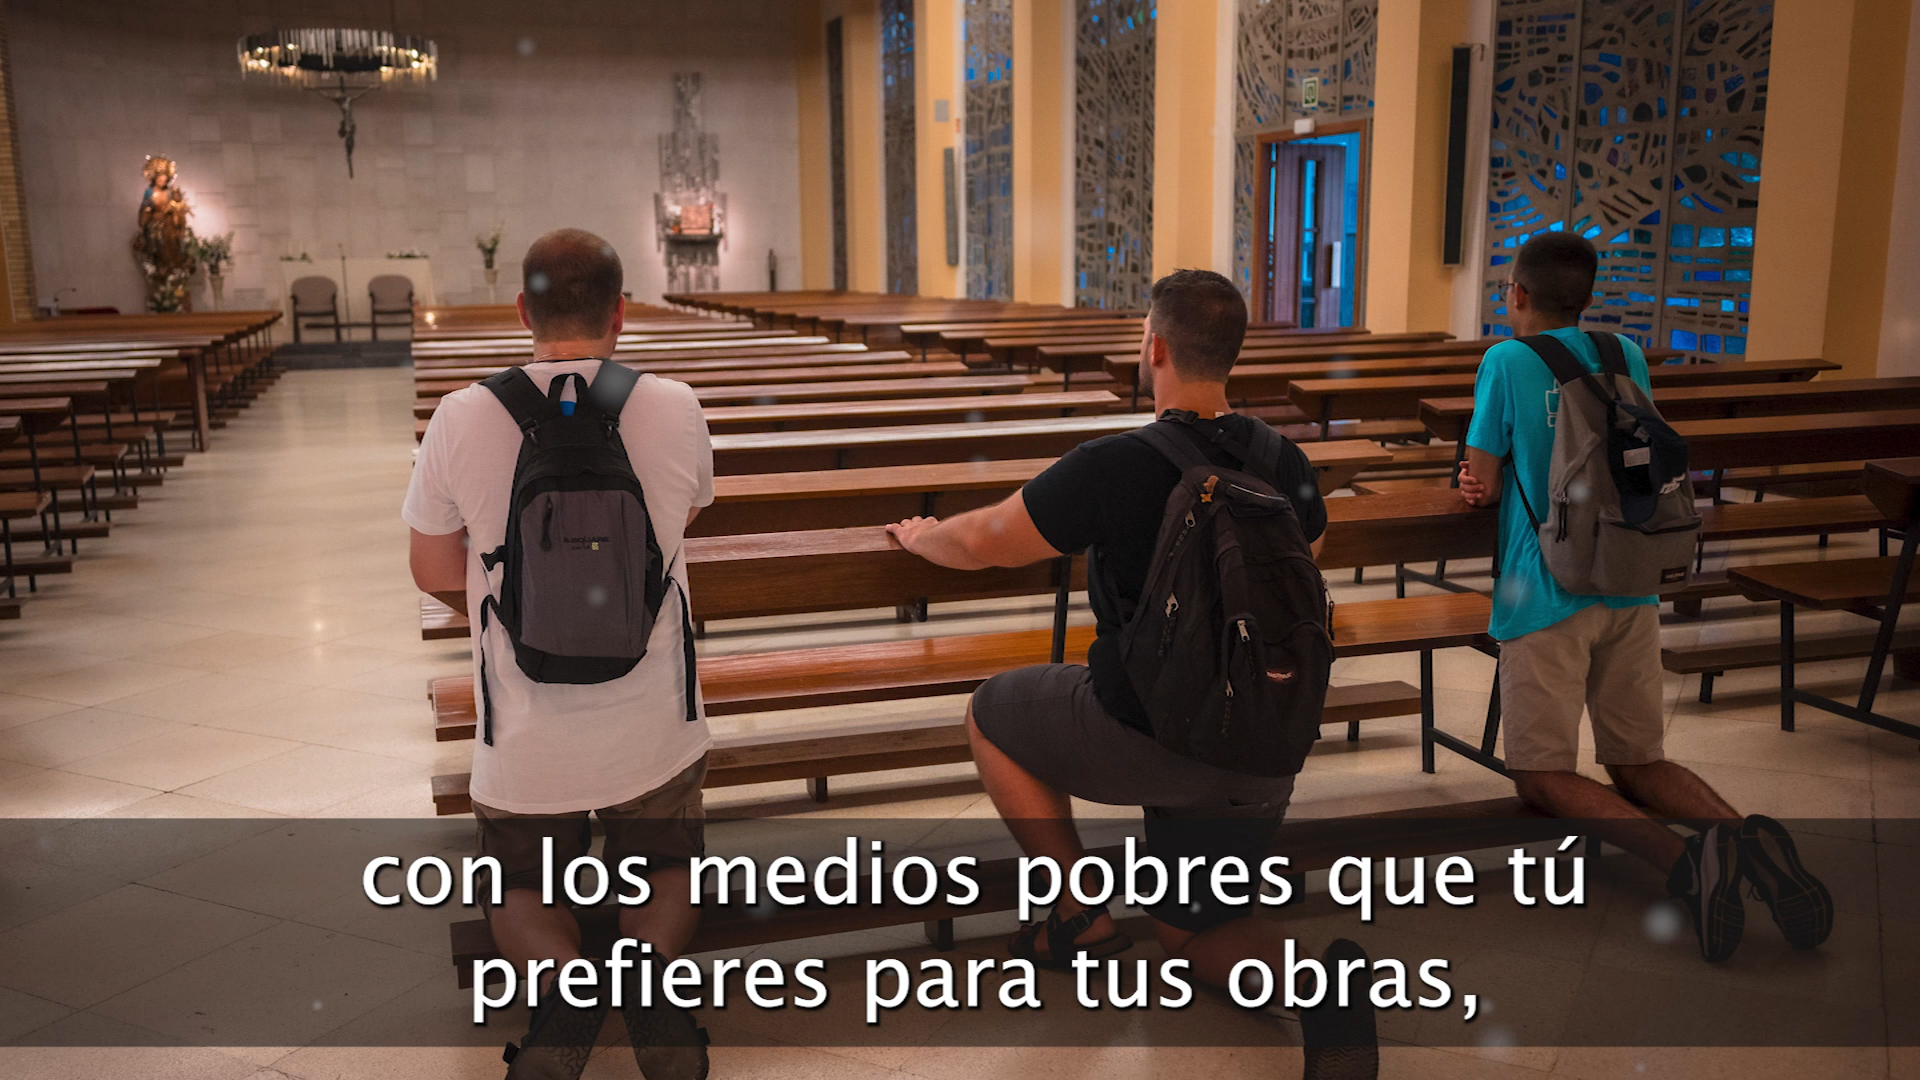 con los medios pobres que tú
prefieres para tus obras,